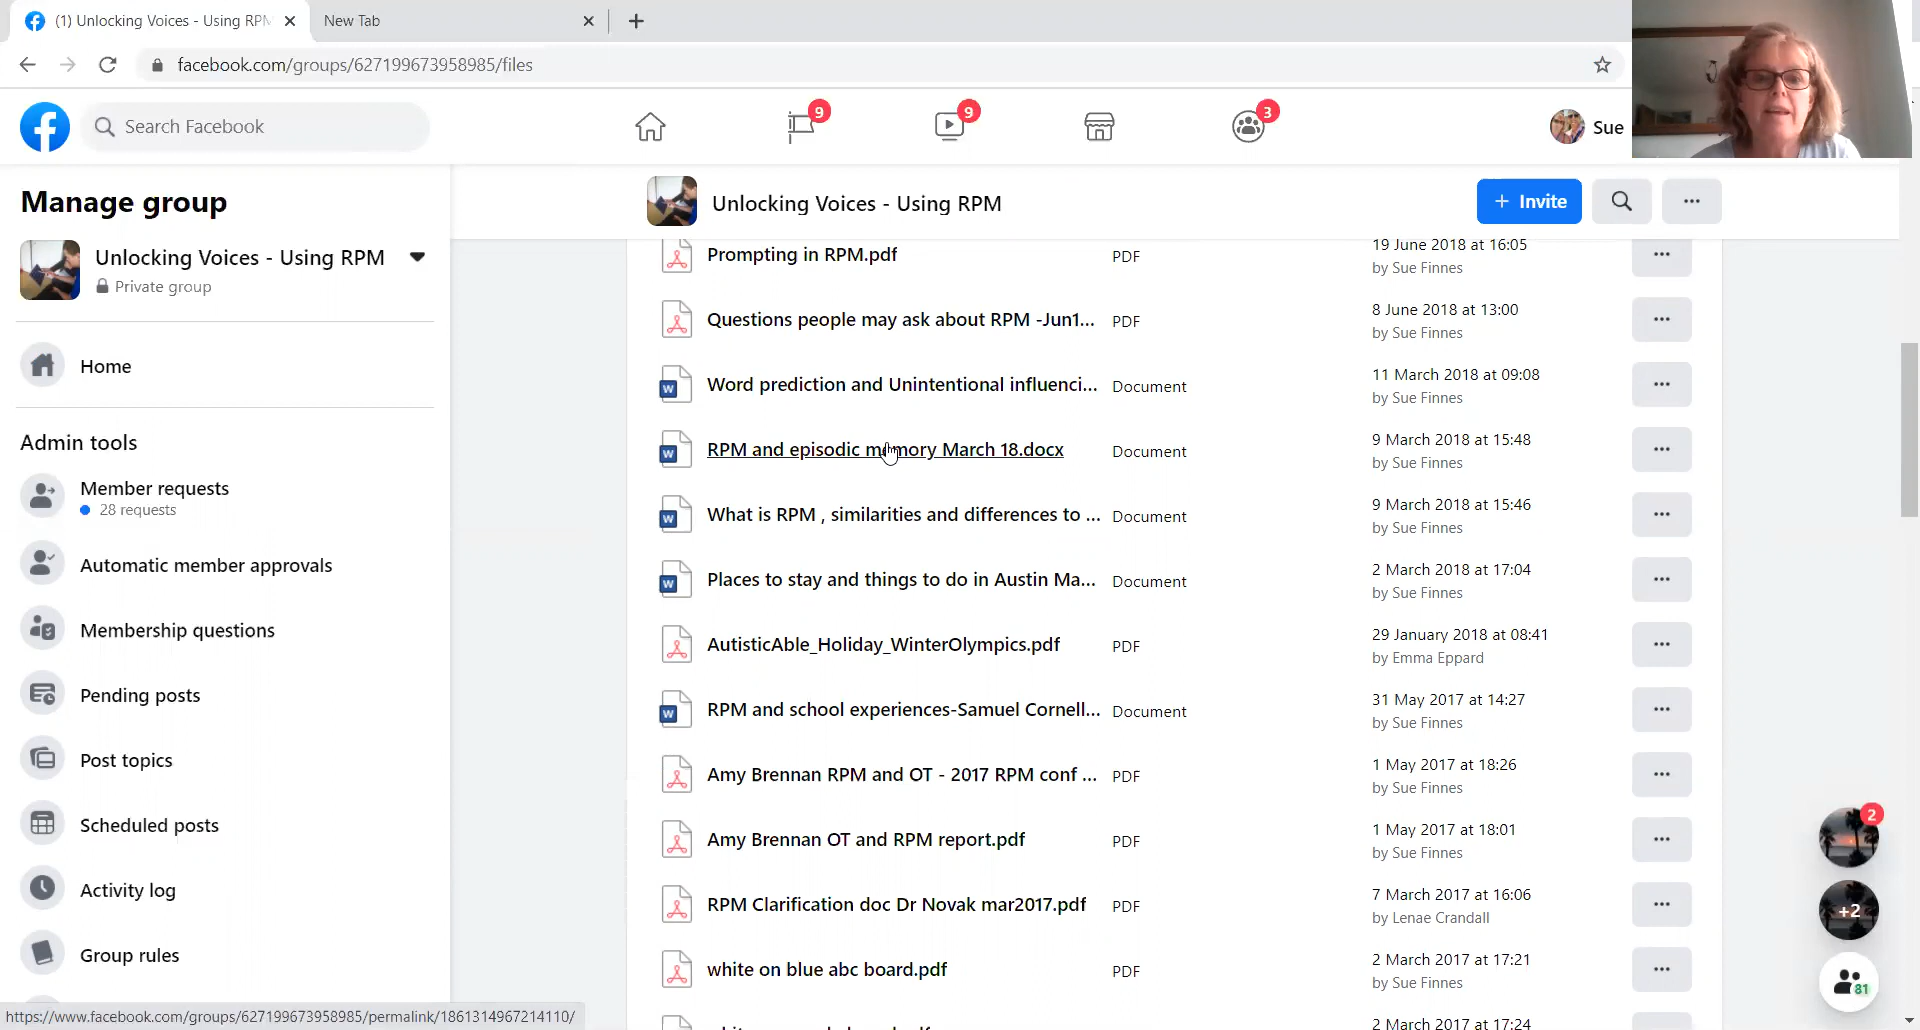 (1) Unlocking Voices - Using RPM
New Tab
facebook.com/groups/627199673958985/files
Search Facebook
9
9
3
Sue
Manage group
Unlocking Voices - Using RPM
Private group
Home
Admin tools
Member requests
28 requests
Automatic member approvals
Membership questions
Pending posts
Post topics
Scheduled posts
Activity log
Group rules
Unlocking Voices - Using RPM
+ Invite
Prompting in RPM.pdf PDF 19 June 2018 at 16:05
by Sue Finnes
Questions people may ask about RPM -Jun1... PDF 8 June 2018 at 13:00
by Sue Finnes
Word prediction and Unintentional influenci... Document 11 March 2018 at 09:08
by Sue Finnes
RPM and episodic memory March 18.docx Document 9 March 2018 at 15:48
by Sue Finnes
What is RPM , similarities and differences to ... Document 9 March 2018 at 15:46
by Sue Finnes
Places to stay and things to do in Austin Ma... Document 2 March 2018 at 17:04
by Sue Finnes
AutisticAble_Holiday_WinterOlympics.pdf PDF 29 January 2018 at 08:41
by Emma Eppard
RPM and school experiences-Samuel Cornell... Document 31 May 2017 at 14:27
by Sue Finnes
Amy Brennan RPM and OT - 2017 RPM conf ... PDF 1 May 2017 at 18:26
by Sue Finnes
Amy Brennan OT and RPM report.pdf PDF 1 May 2017 at 18:01
by Sue Finnes
RPM Clarification doc Dr Novak mar2017.pdf PDF 7 March 2017 at 16:06
by Lenae Crandall
white on blue abc board.pdf PDF 2 March 2017 at 17:21
by Sue Finnes
2 March 2017 at 17:24
2
+2
81
https://www.facebook.com/groups/627199673958985/permalink/1861314967214110/